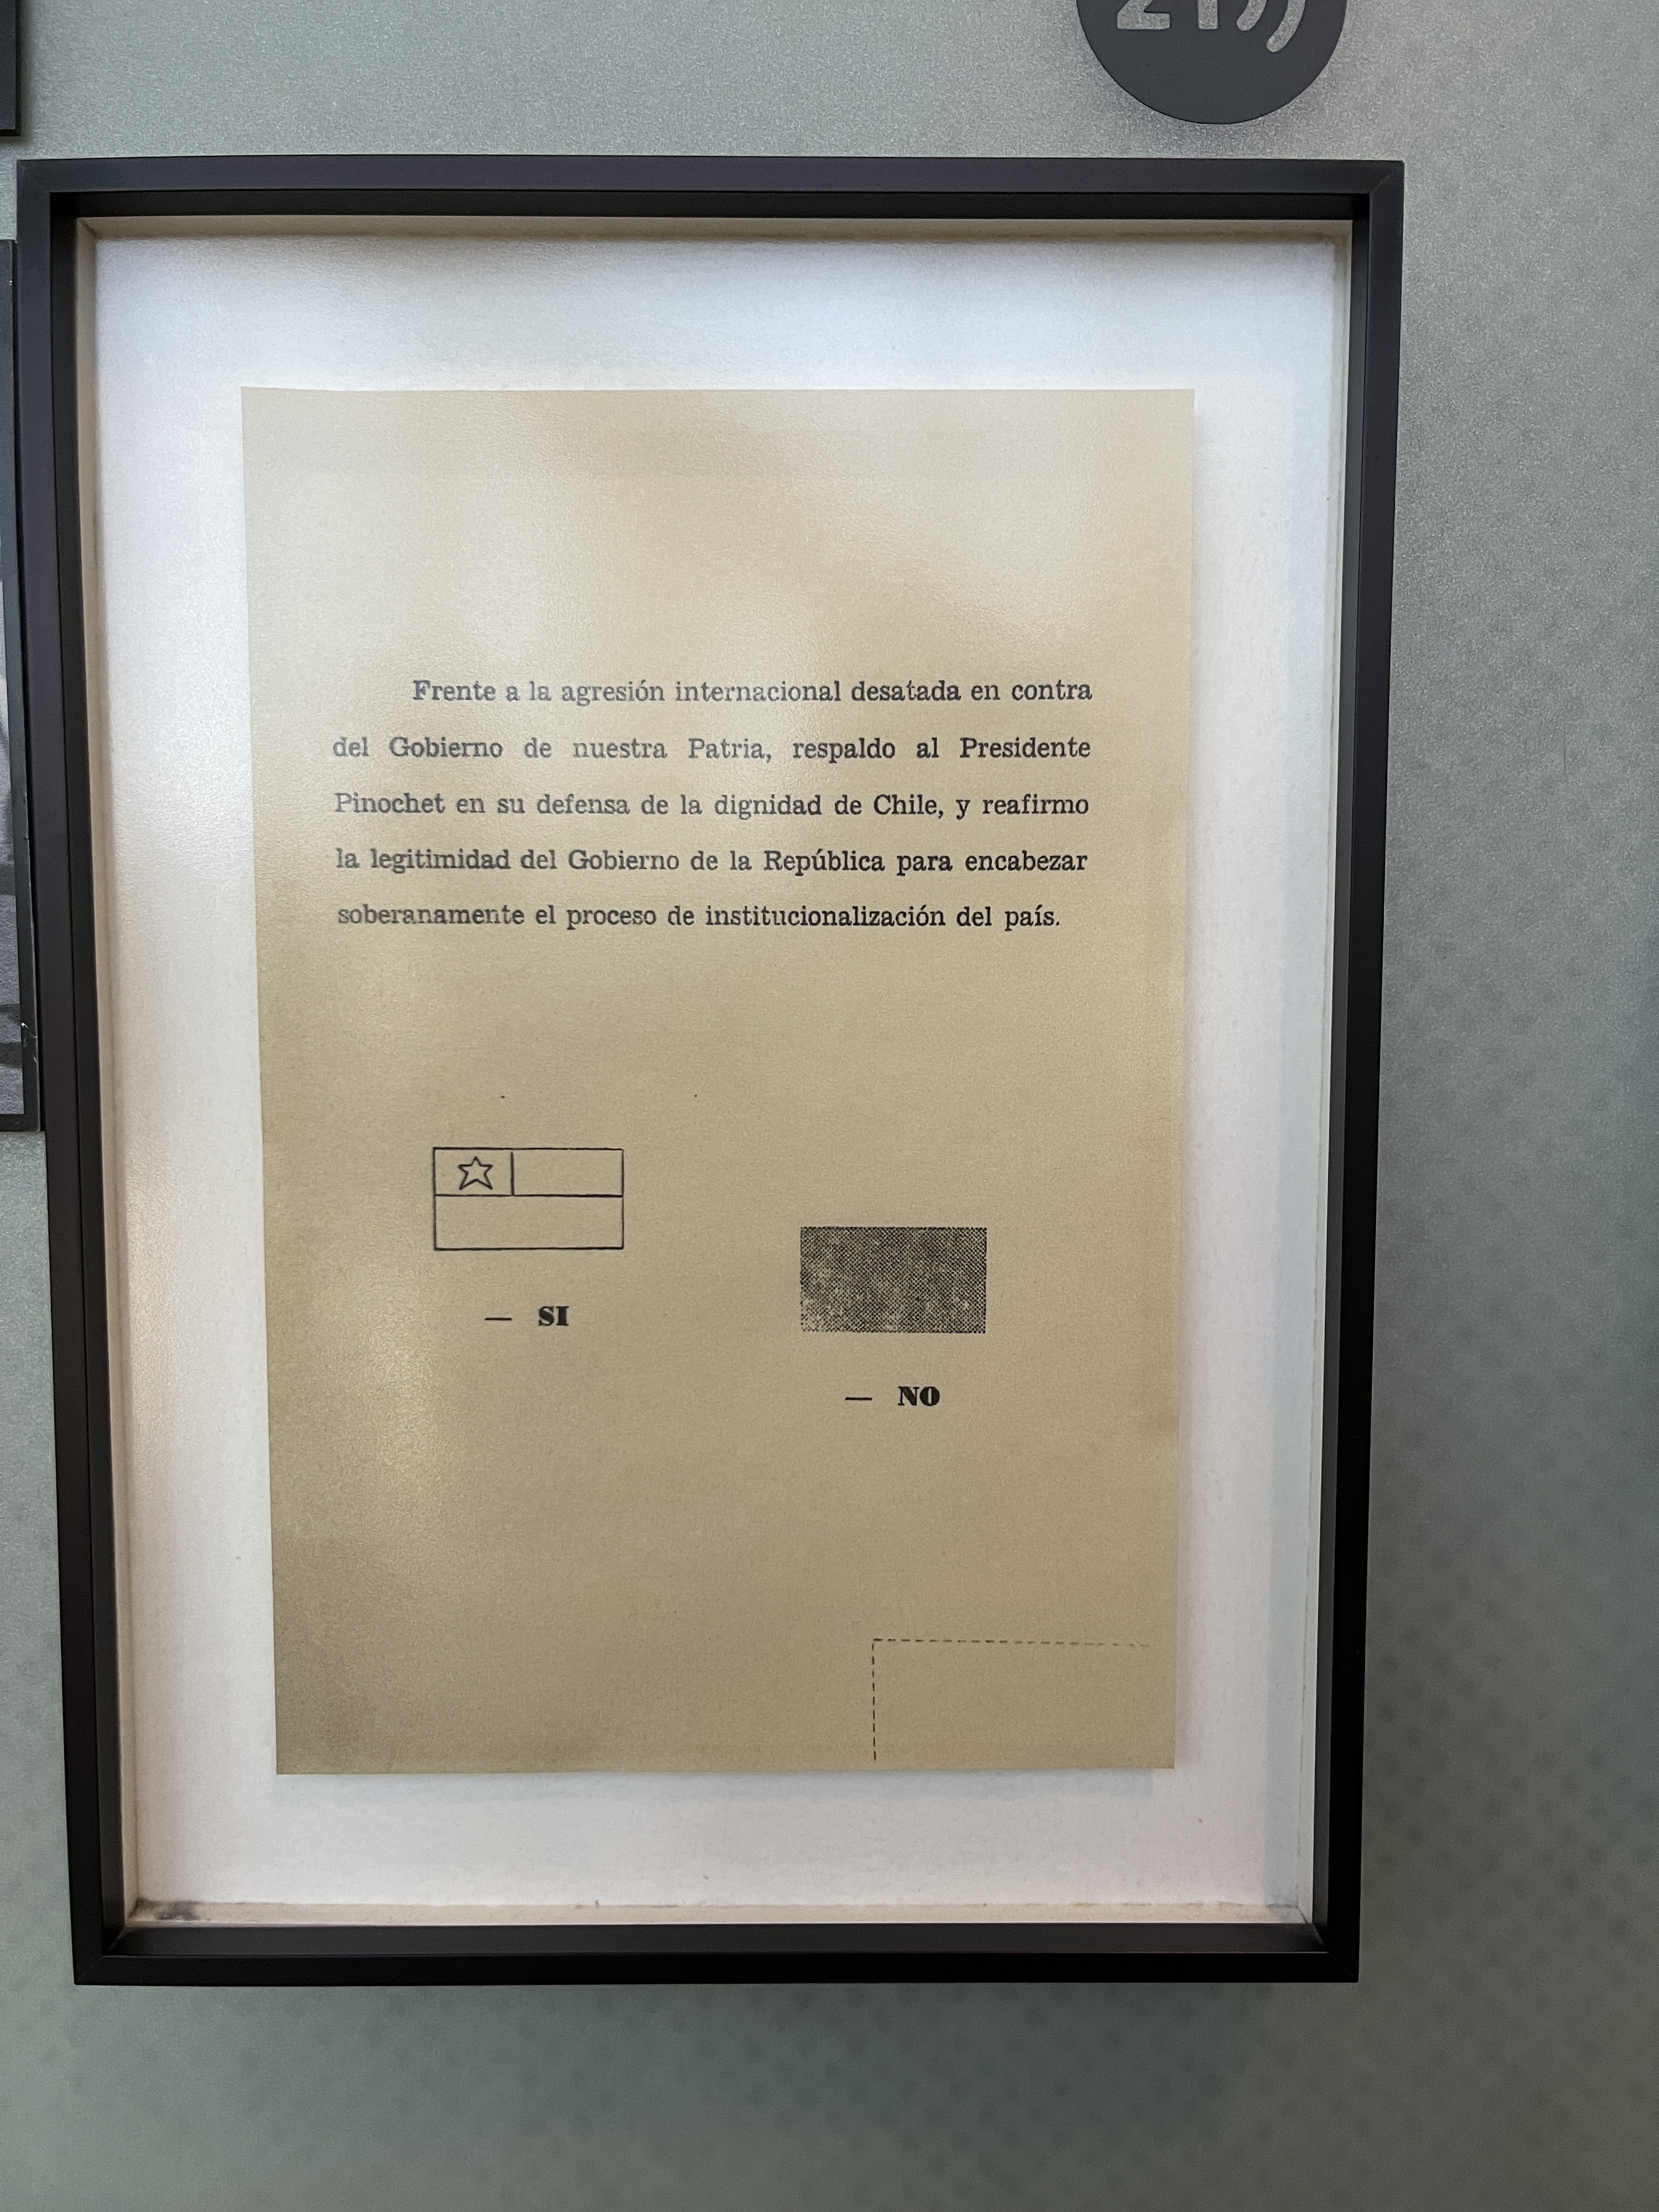 21
Frente a la agresión internacional desatada en contra
del Gobierno de nuestra Patria, respaldo al Presidente
Pinochet en su defensa de la dignidad de Chile, y reafirmo
la legitimidad del Gobierno de la República para encabezar
soberanamente el proceso de institucionalización del país.
— SI
— NO